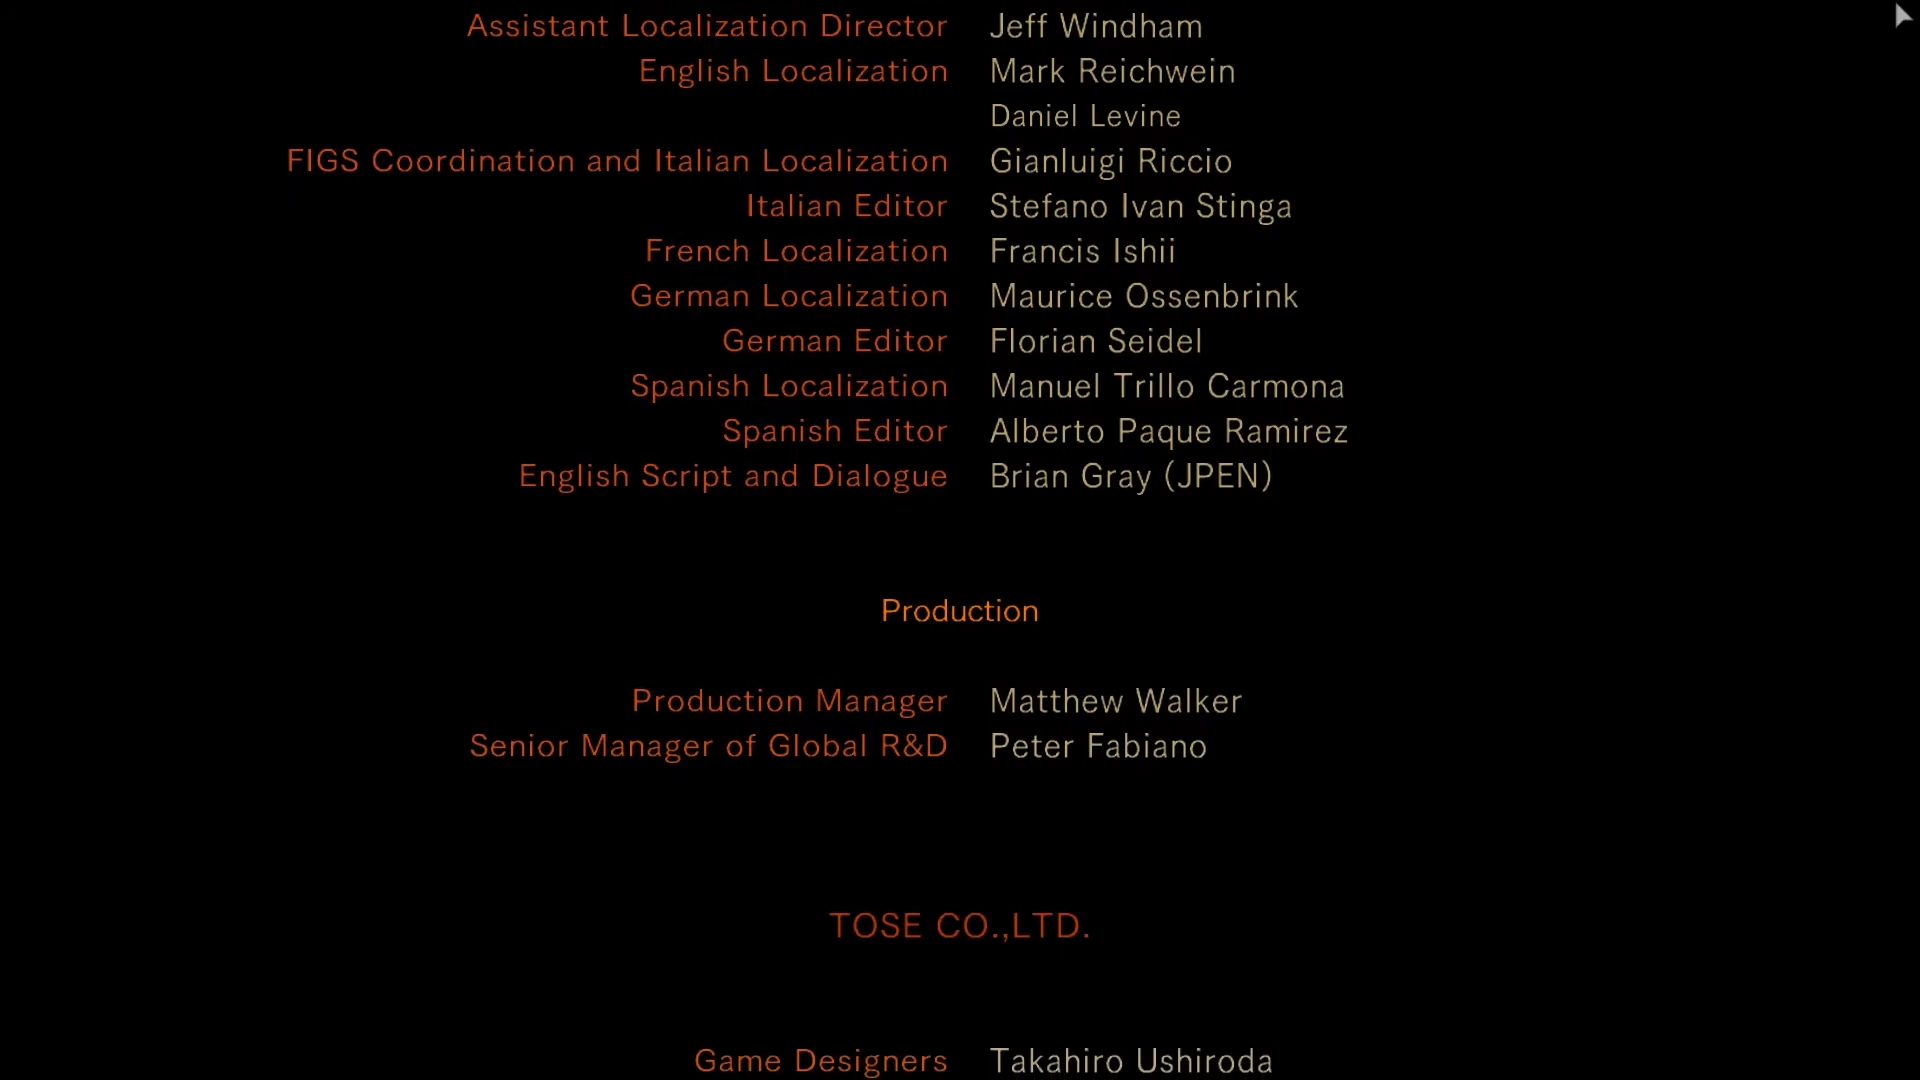 Assistant Localization Director Jeff Windham
English Localization Mark Reichwein
Daniel Levine
FIGS Coordination and Italian Localization Gianluigi Riccio
Italian Editor Stefano Ivan Stinga
French Localization Francis Ishii
German Localization Maurice Ossenbrink
German Editor Florian Seidel
Spanish Localization Manuel Trillo Carmona
Spanish Editor Alberto Paque Ramirez
English Script and Dialogue Brian Gray (JPEN)
Production
Production Manager Matthew Walker
Senior Manager of Global R&D Peter Fabiano
TOSE CO.,LTD.
Game Designers Takahiro Ushiroda